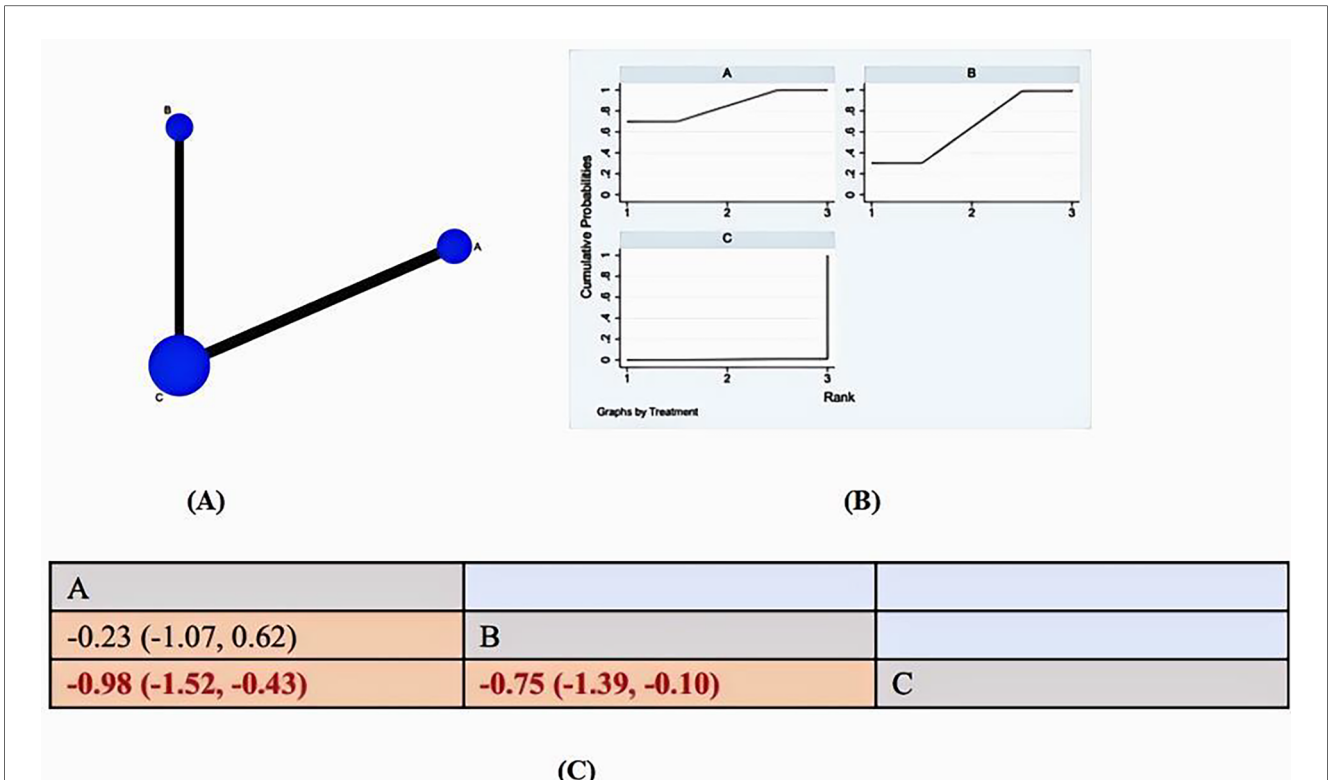 B
A
C
A
B
Cumulative Probabilities
0 .2 .4 .6 .8 1
1 2 3
0 .2 .4 .6 .8 1
1 2 3
C
0 .2 .4 .6 .8 1
1 2 3
Rank
Graphs by Treatment
(A)
(B)
A
-0.23 (-1.07, 0.62) B
-0.98 (-1.52, -0.43) -0.75 (-1.39, -0.10) C
(C)